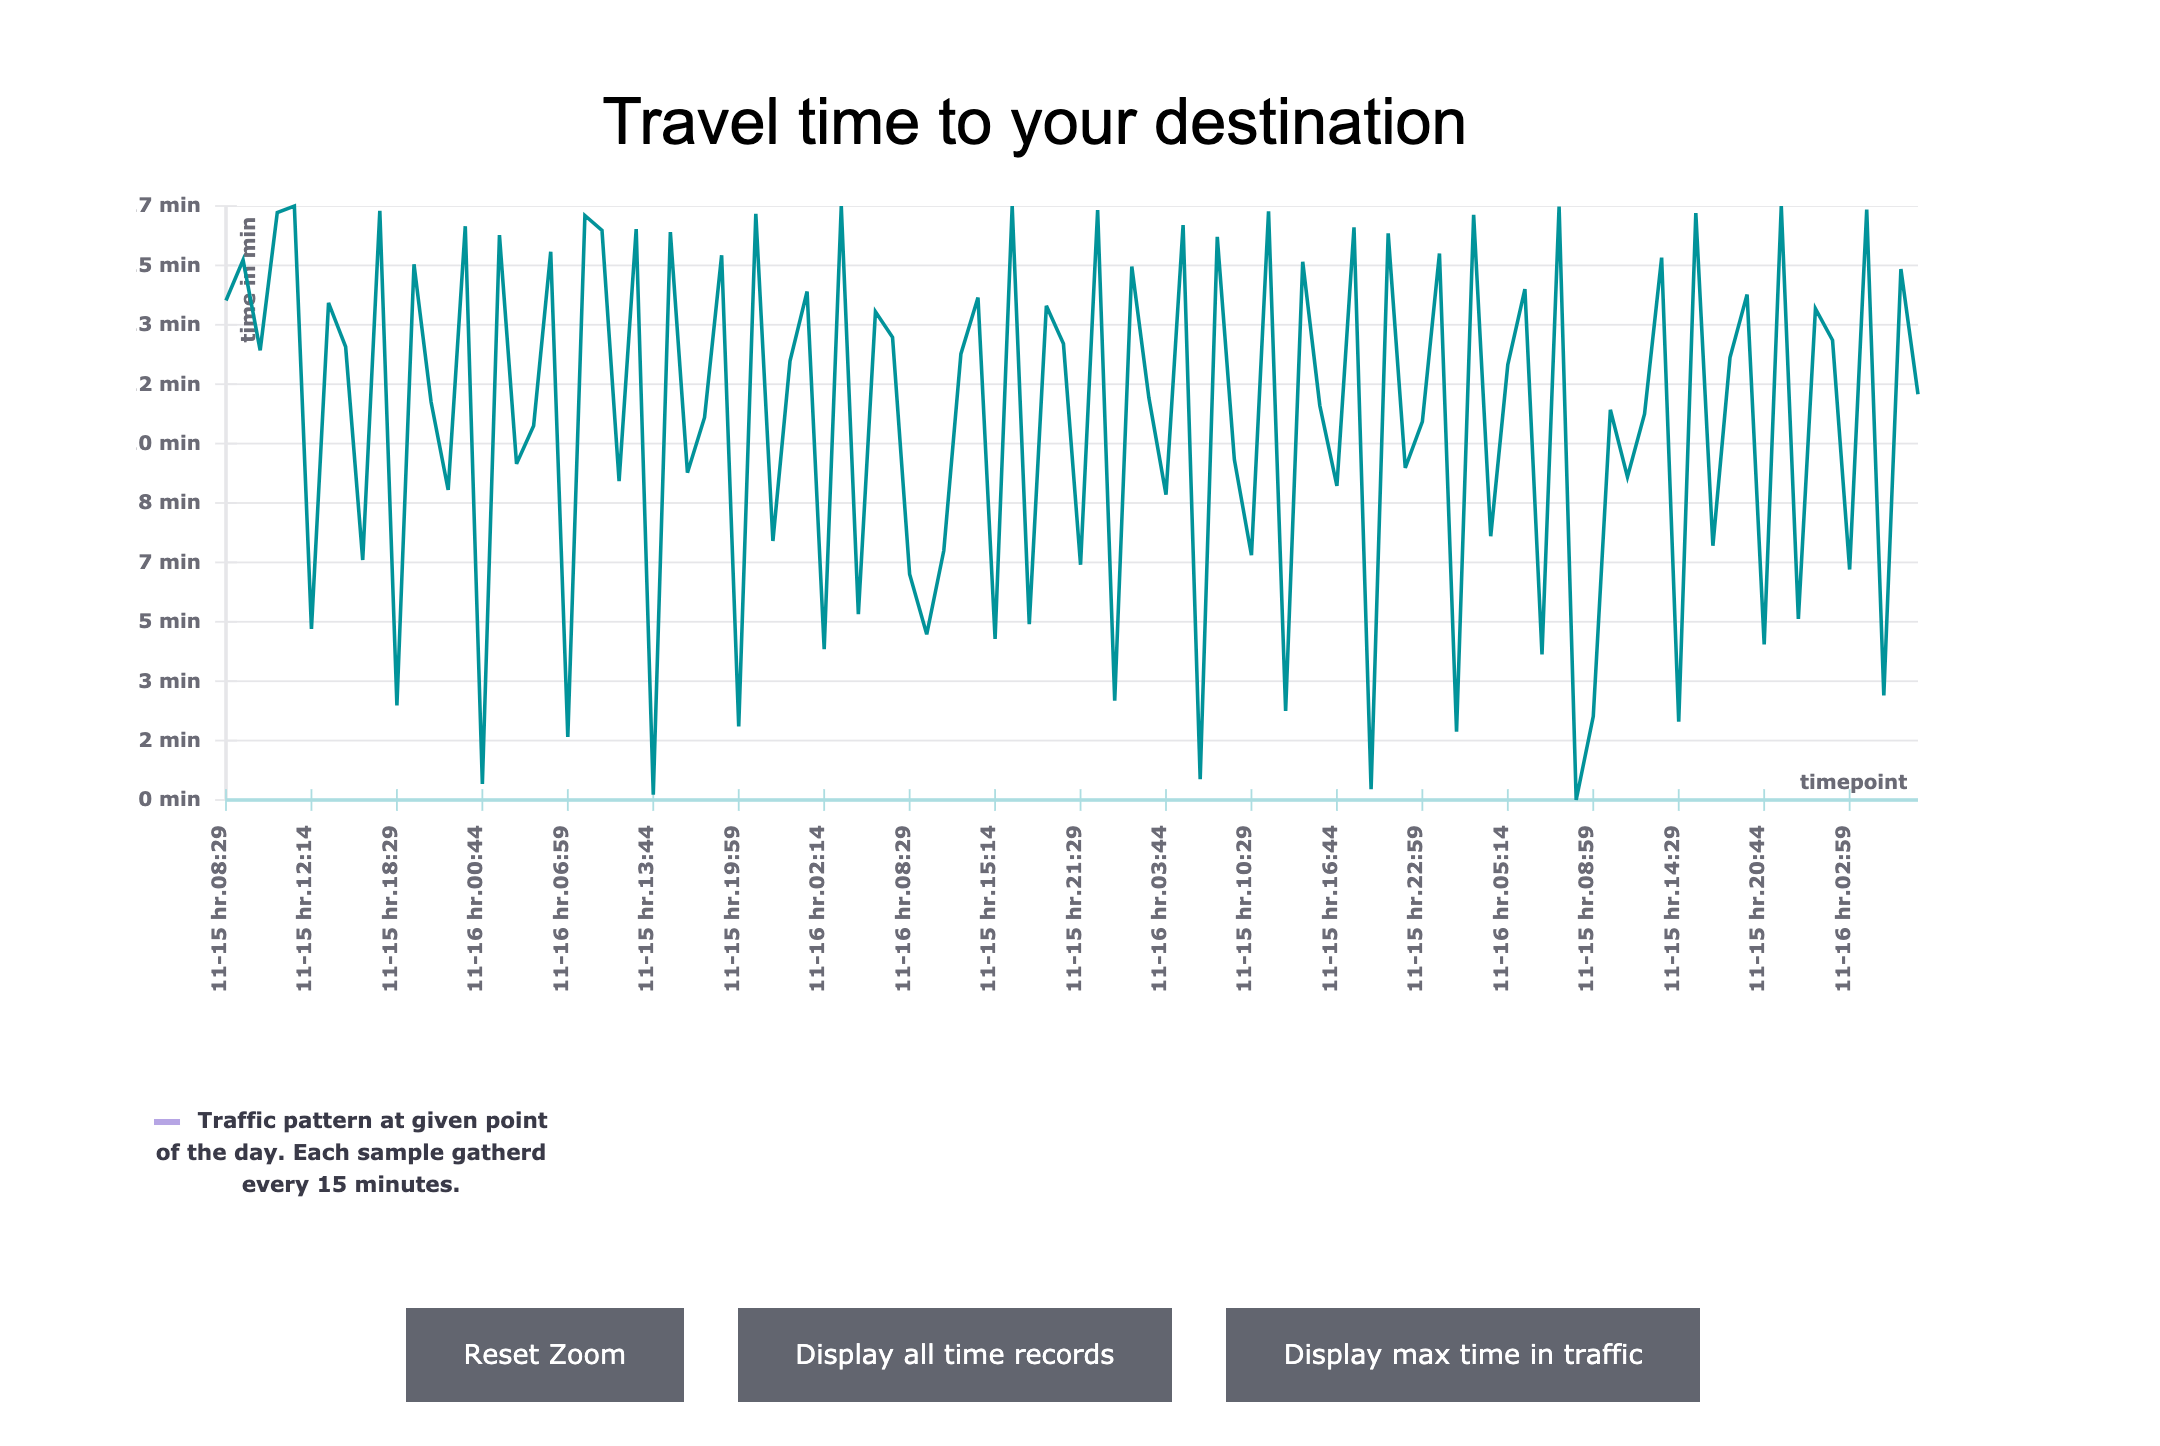 Travel time to your destination
7 min
time in min
5 min
3 min
2 min
0 min
8 min
7 min
5 min
3 min
2 min
0 min
timepoint
11-15 hr.08:29
11-15 hr.12:14
11-15 hr.18:29
11-16 hr.00:44
11-16 hr.06:59
11-15 hr.13:44
11-15 hr.19:59
11-16 hr.02:14
11-16 hr.08:29
11-15 hr.15:14
11-15 hr.21:29
11-16 hr.03:44
11-15 hr.10:29
11-15 hr.16:44
11-15 hr.22:59
11-16 hr.05:14
11-15 hr.08:59
11-15 hr.14:29
11-15 hr.20:44
11-16 hr.02:59
Traffic pattern at given point
of the day. Each sample gatherd
every 15 minutes.
Reset Zoom
Display all time records
Display max time in traffic